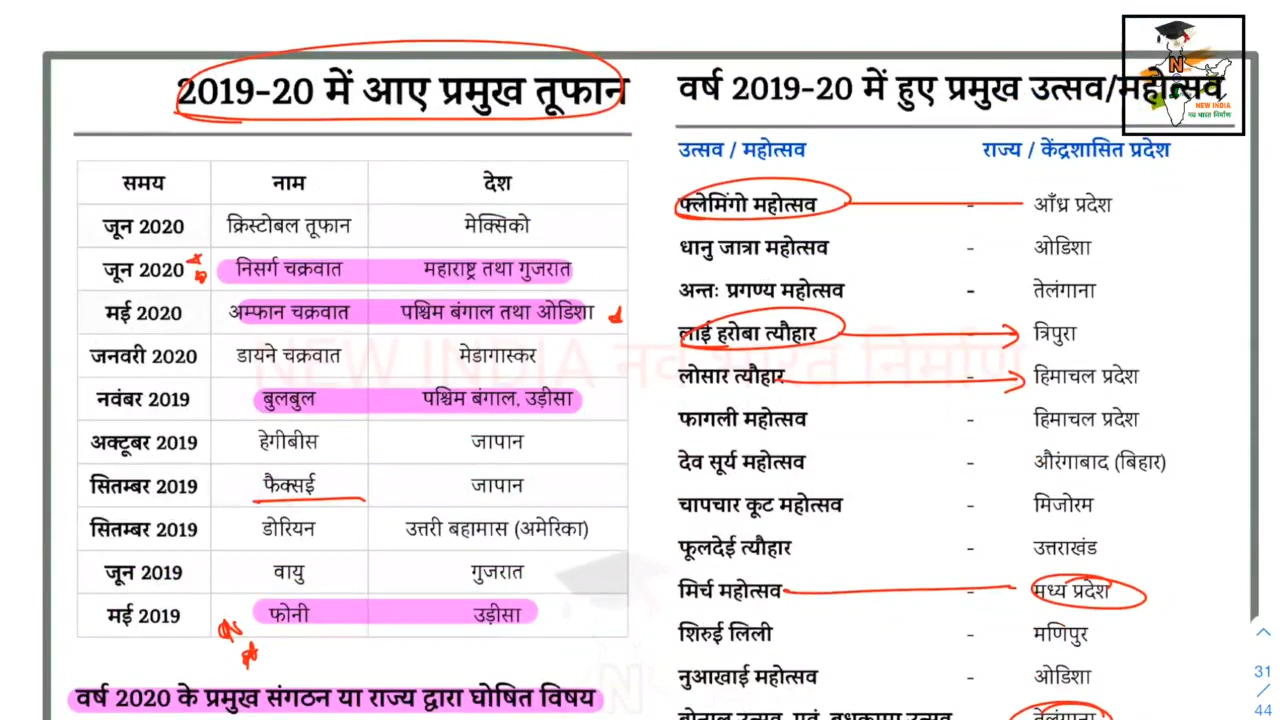 2019-20 में आए प्रमुख तूफान
समय नाम देश
जून 2020 क्रिस्टोबल तूफान मेक्सिको
जून 2020 निसर्ग चक्रवात महाराष्ट्र तथा गुजरात
मई 2020 अम्फान चक्रवात पश्चिम बंगाल तथा ओडिशा
जनवरी 2020 डायने चक्रवात मेडागास्कर
नवंबर 2019 बुलबुल पश्चिम बंगाल, उड़ीसा
अक्टूबर 2019 हेगीबीस जापान
सितम्बर 2019 फैक्सई जापान
सितम्बर 2019 डोरियन उत्तरी बहामास (अमेरिका)
जून 2019 वायु गुजरात
मई 2019 फोनी उड़ीसा
वर्ष 2020 के प्रमुख संगठन या राज्य द्वारा घोषित विषय
वर्ष 2019-20 में हुए प्रमुख उत्सव/महोत्सव
उत्सव / महोत्सव राज्य / केंद्रशासित प्रदेश
फ्लेमिंगो महोत्सव - आँध्र प्रदेश
धानु जात्रा महोत्सव - ओडिशा
अन्तः प्रगण्य महोत्सव - तेलंगाना
लाई हरोबा त्यौहार - त्रिपुरा
लोसार त्यौहार - हिमाचल प्रदेश
फागली महोत्सव - हिमाचल प्रदेश
देव सूर्य महोत्सव - औरंगाबाद (बिहार)
चापचार कूट महोत्सव - मिजोरम
फूलदेई त्यौहार - उत्तराखंड
मिर्च महोत्सव - मध्य प्रदेश
शिरुई लिली - मणिपुर
नुआखाई महोत्सव - ओडिशा
तेलंगाना
N
NEW INDIA
नव भारत निर्माण
NEW INDIA नव भारत निर्माण
31
/
44